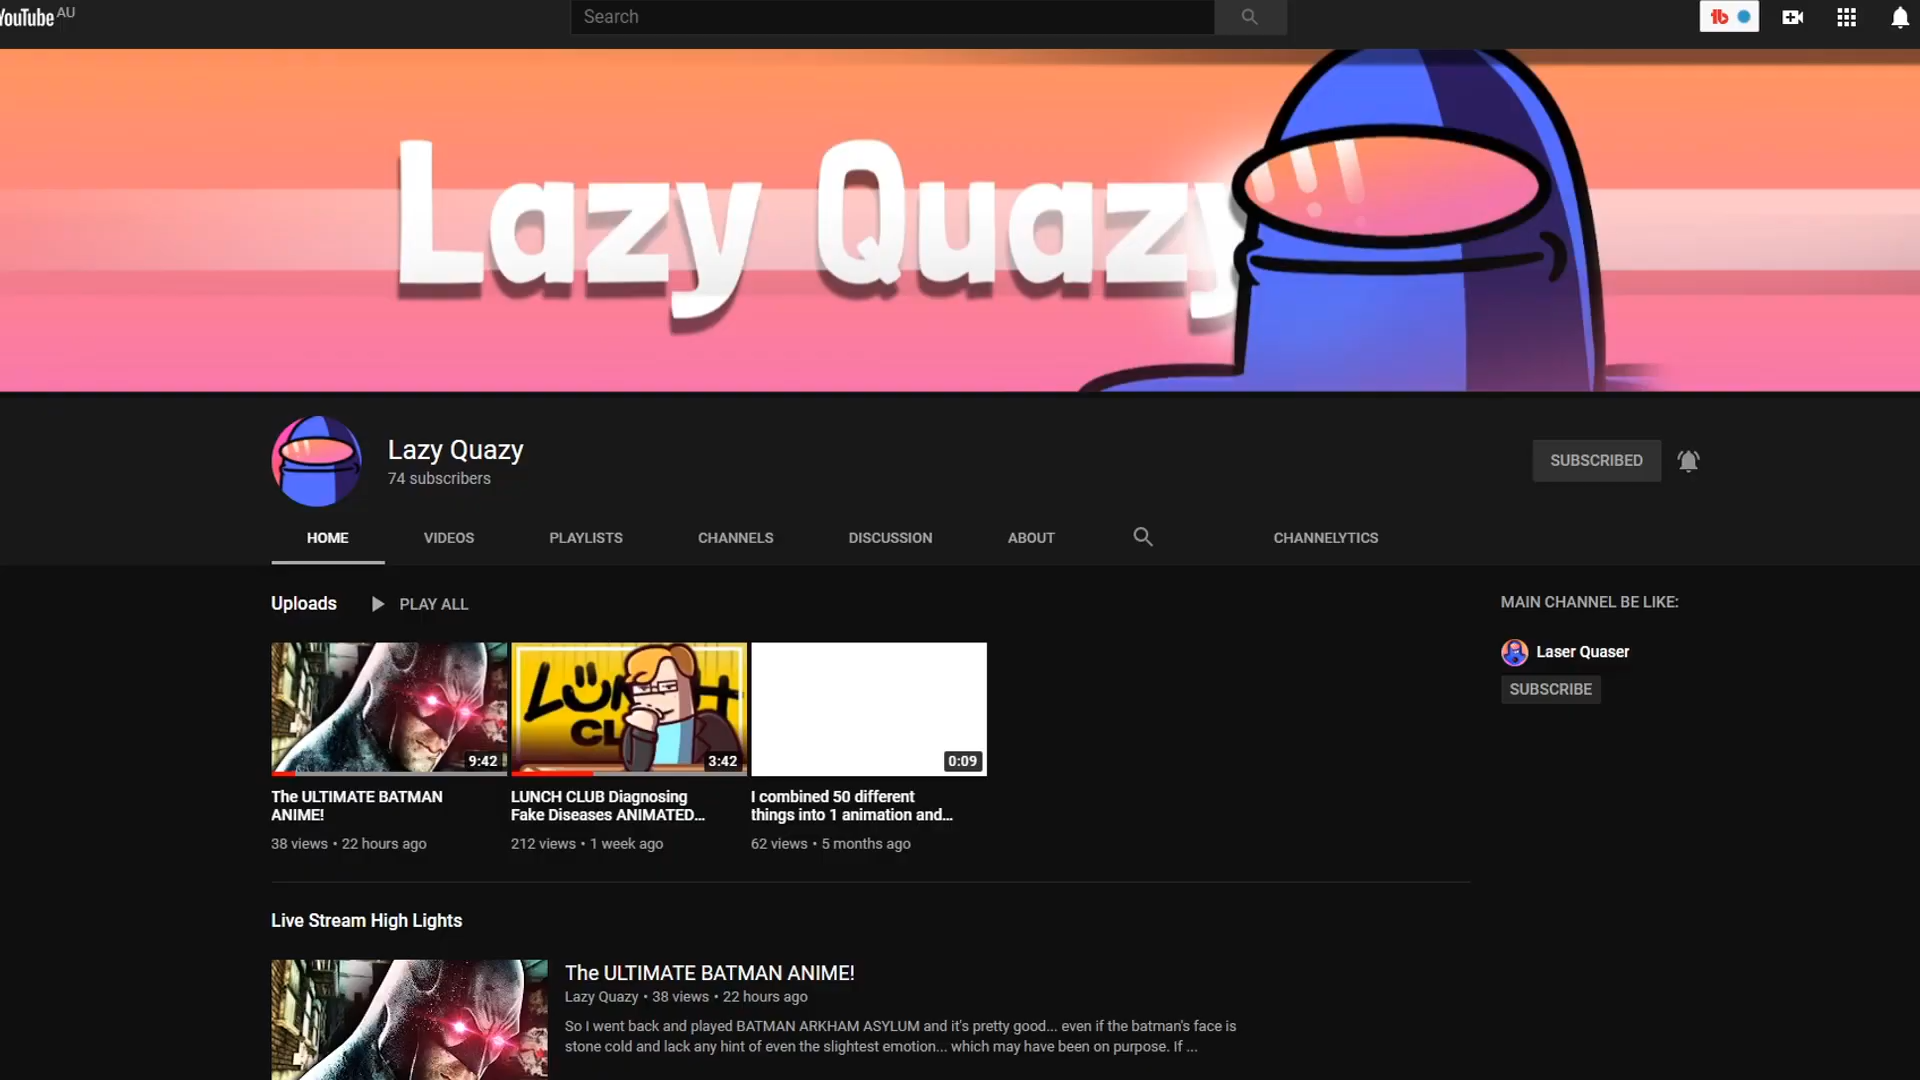 YouTube AU
Search
Lazy Quazy
Lazy Quazy
74 subscribers
SUBSCRIBED
HOME VIDEOS PLAYLISTS CHANNELS DISCUSSION ABOUT CHANNELYTICS
Uploads PLAY ALL
MAIN CHANNEL BE LIKE:
Laser Quaser
SUBSCRIBE
9:42
LUNCH
CL
3:42
0:09
The ULTIMATE BATMAN
ANIME!
38 views • 22 hours ago
LUNCH CLUB Diagnosing
Fake Diseases ANIMATED...
212 views • 1 week ago
I combined 50 different
things into 1 animation and...
62 views • 5 months ago
Live Stream High Lights
The ULTIMATE BATMAN ANIME!
Lazy Quazy • 38 views • 22 hours ago
So I went back and played BATMAN ARKHAM ASYLUM and it's pretty good... even if the batman's face is
stone cold and lack any hint of even the slightest emotion... which may have been on purpose. If ...